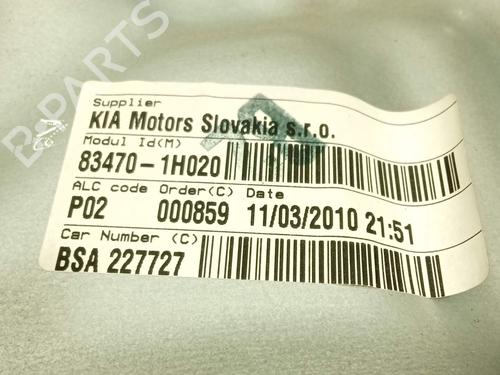 B-PARTS
Supplier
KIA Motors Slovakia s.r.o.
Modul Id(M)
83470-1H020
ALC code Order(C) Date
P02 000859 11/03/2010 21:51
Car Number (C)
BSA 227727